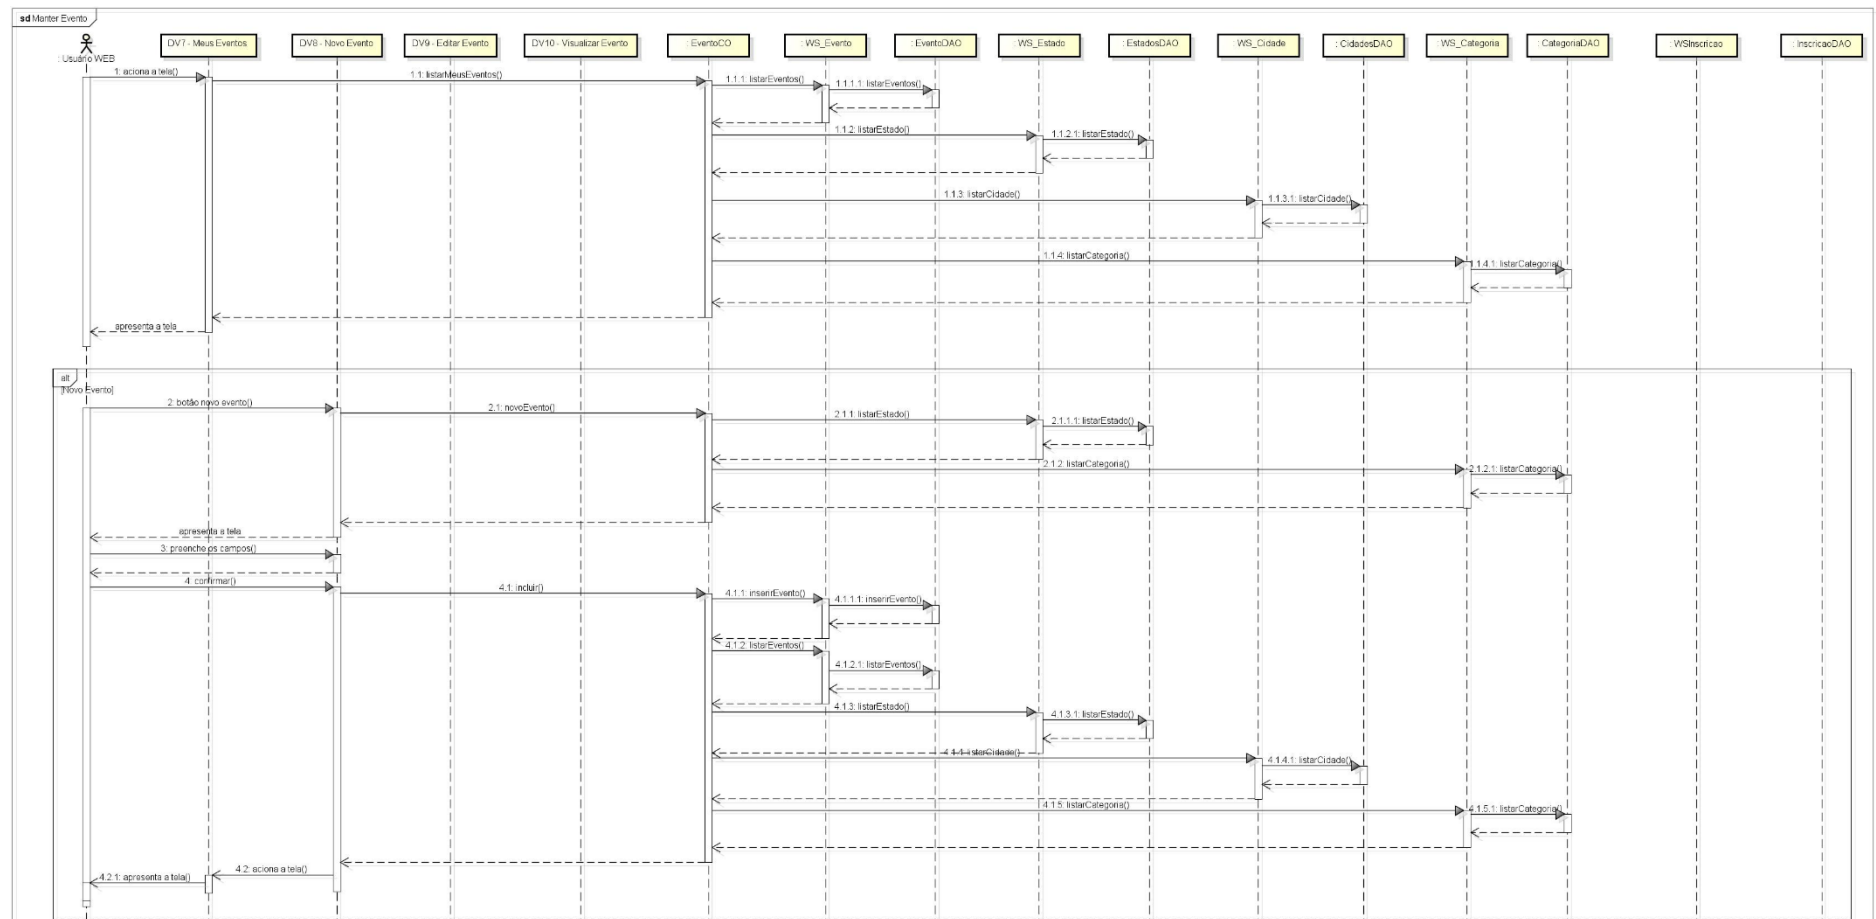 sd Manter Evento
: Usuário WEB
DV7 - Meus Eventos
DV8 - Novo Evento
DV9 - Editar Evento
DV10 - Visualizar Evento
: EventoCO
: WS_Evento
: EventoDAO
: WS_Estado
: EstadosDAO
: WS_Cidade
: CidadesDAO
: WS_Categoria
: CategoriaDAO
: WSInscricao
: InscricaoDAO
1: aciona a tela()
1.1: listarMeusEventos()
1.1.1: listarEventos()
1.1.1.1: listarEventos()
1.1.2: listarEstado()
1.1.2.1: listarEstado()
1.1.3: listarCidade()
1.1.3.1: listarCidade()
1.1.4: listarCategoria()
1.1.4.1: listarCategoria()
apresenta a tela
alt
[Novo Evento]
2: botão novo evento()
2.1: novoEvento()
2.1.1: listarEstado()
2.1.1.1: listarEstado()
2.1.2: listarCategoria()
2.1.2.1: listarCategoria()
apresenta a tela
3: preenche os campos()
4: confirmar()
4.1: incluir()
4.1.1: inserirEvento()
4.1.1.1: inserirEvento()
4.1.2: listarEventos()
4.1.2.1: listarEventos()
4.1.3: listarEstado()
4.1.3.1: listarEstado()
4.1.4: listarCidade()
4.1.4.1: listarCidade()
4.1.5: listarCategoria()
4.1.5.1: listarCategoria()
4.2: aciona a tela()
4.2.1: apresenta a tela()